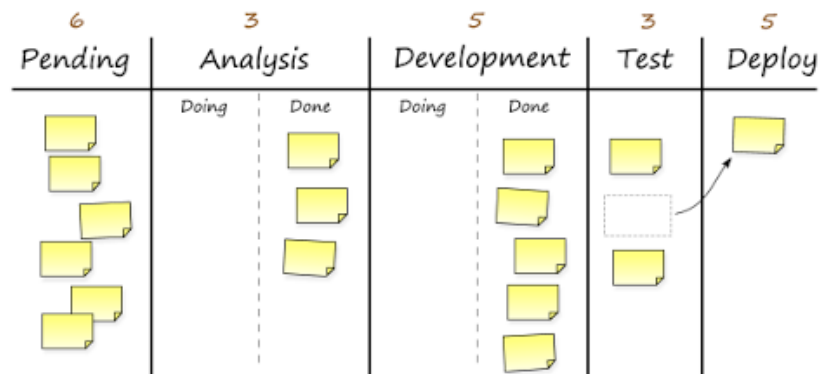 6 3 5 3 5
Pending Analysis Development Test Deploy
Doing Done Doing Done